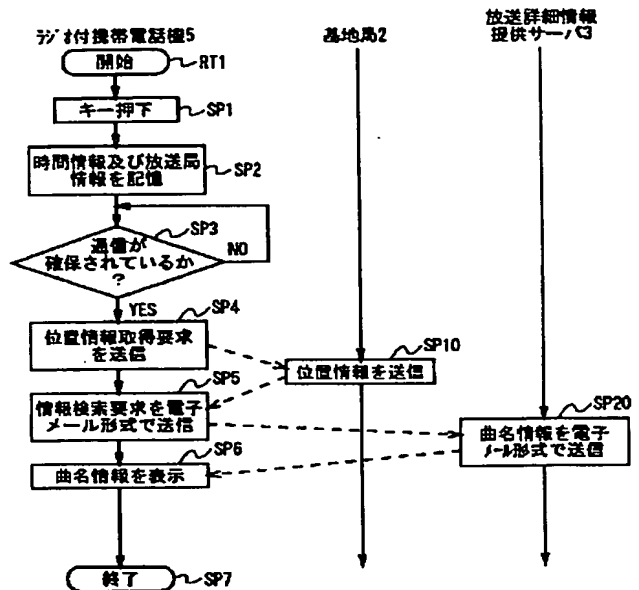 ラジオ付携帯電話機5
基地局2
放送詳細情報
提供サーバ3
開始
RT1
キー押下
SP1
時間情報及び放送局
情報を記憶
SP2
SP3
通信が
確保されているか
?
NO
YES
SP4
位置情報取得要求
を送信
SP10
位置情報を送信
SP5
情報検索要求を電子
メール形式で送信
SP20
曲名情報を電子
メール形式で送信
SP6
曲名情報を表示
終了
SP7